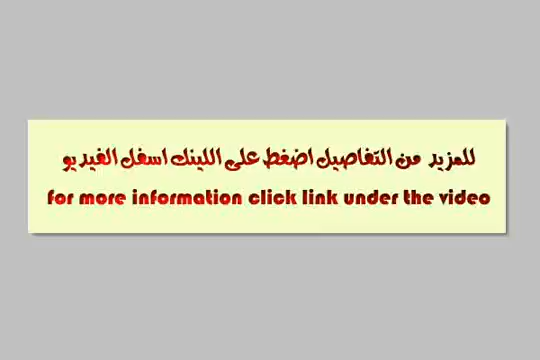 للمزيد من التفاصيل اضغط على اللينك اسفل الفيديو
for more information click link under the video